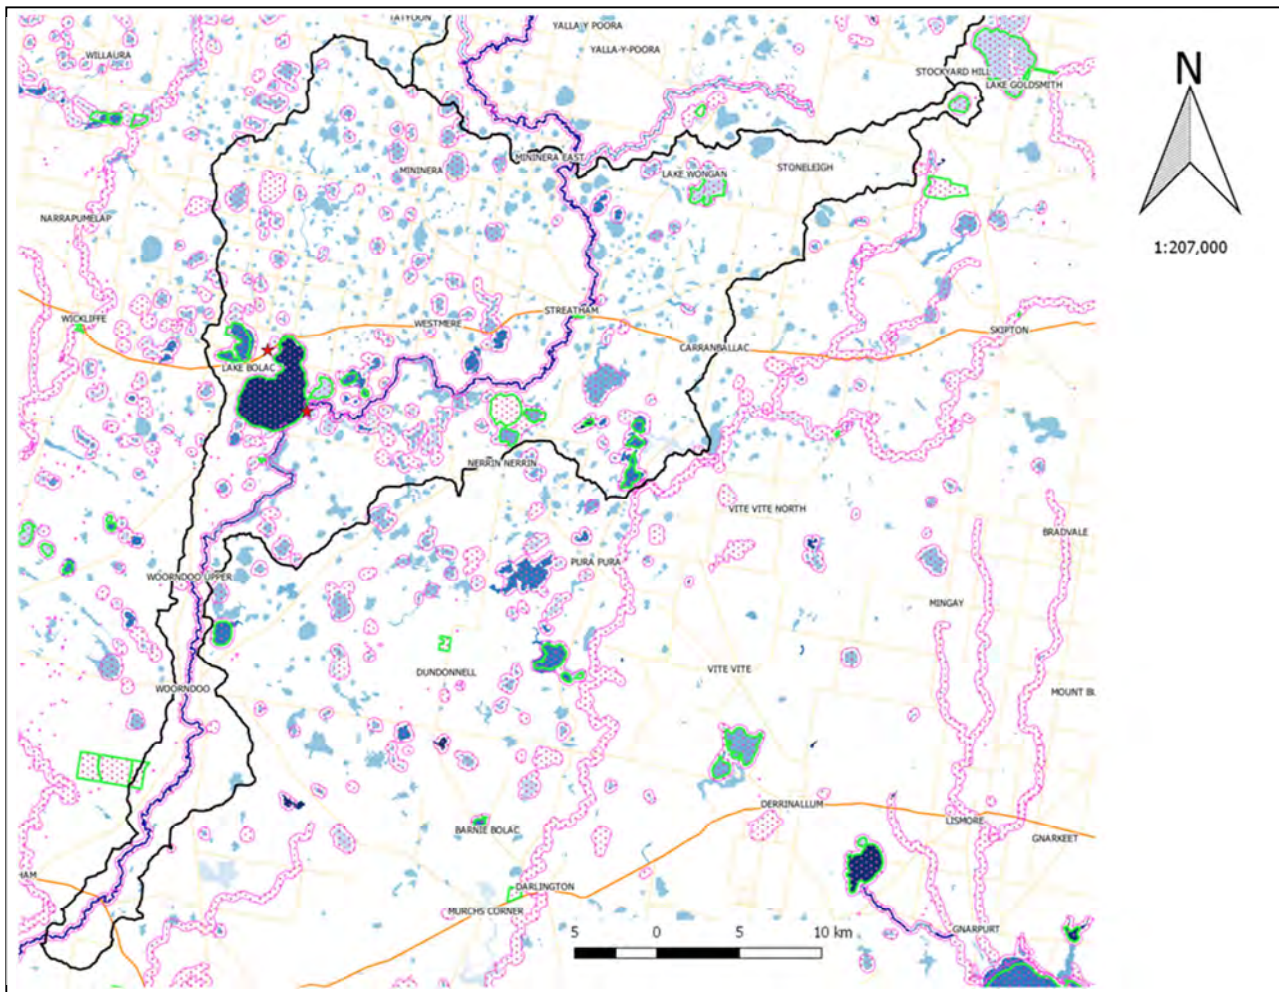 TATYOON
YALLA Y POORA
YALLA-Y-POORA
WILLAURA
N
STOCKYARD HILL
LAKE GOLDSMITH
MININERA EAST
STONELEIGH
MININERA
LAKE WONGAN
NARRAPUMELAP
1:207,000
STREATHAM
WICKLIFFE
WESTMERE
SKIPTON
CARRANBALLAC
LAKE BOLAC
NERRIN NERRIN
VITE VITE NORTH
BRADVALE
PURA PURA
WOORNDOO UPPER
MINGAY
DUNDONNELL
VITE VITE
WOORNDOO
MOUNT
DERRINALLUM
LISMORE
BARNIE BOLAC
GNARKEET
HAM
DARLINGTON
MURCHS CORNER
GNARPURT
5 0 5 10 km